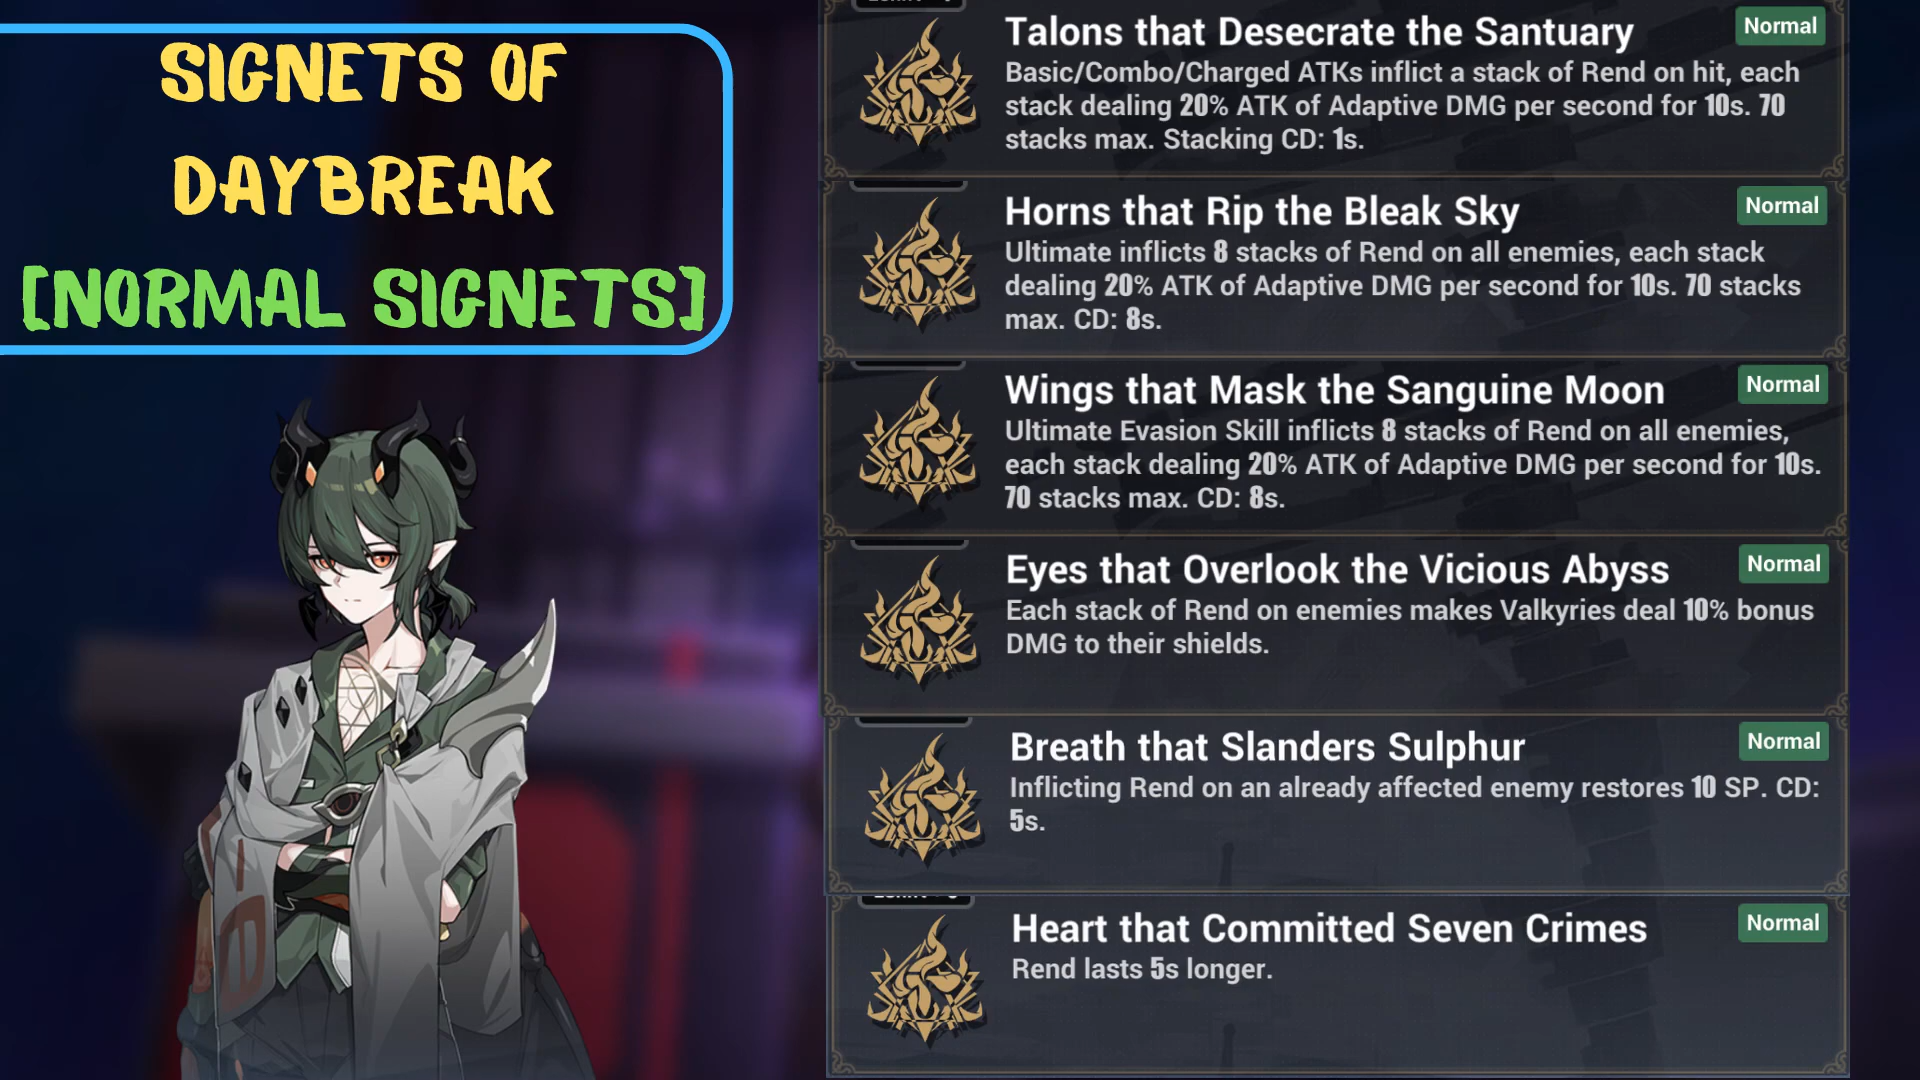 SIGNETS OF
DAYBREAK
[NORMAL SIGNETS]
Talons that Desecrate the Santuary
Normal
Basic/Combo/Charged ATKs inflict a stack of Rend on hit, each
stack dealing 20% ATK of Adaptive DMG per second for 10s. 70
stacks max. Stacking CD: 1s.
Horns that Rip the Bleak Sky
Normal
Ultimate inflicts 8 stacks of Rend on all enemies, each stack
dealing 20% ATK of Adaptive DMG per second for 10s. 70 stacks
max. CD: 8s.
Wings that Mask the Sanguine Moon
Normal
Ultimate Evasion Skill inflicts 8 stacks of Rend on all enemies,
each stack dealing 20% ATK of Adaptive DMG per second for 10s.
70 stacks max. CD: 8s.
Eyes that Overlook the Vicious Abyss
Normal
Each stack of Rend on enemies makes Valkyries deal 10% bonus
DMG to their shields.
Breath that Slanders Sulphur
Normal
Inflicting Rend on an already affected enemy restores 10 SP. CD:
5s.
Heart that Committed Seven Crimes
Normal
Rend lasts 5s longer.